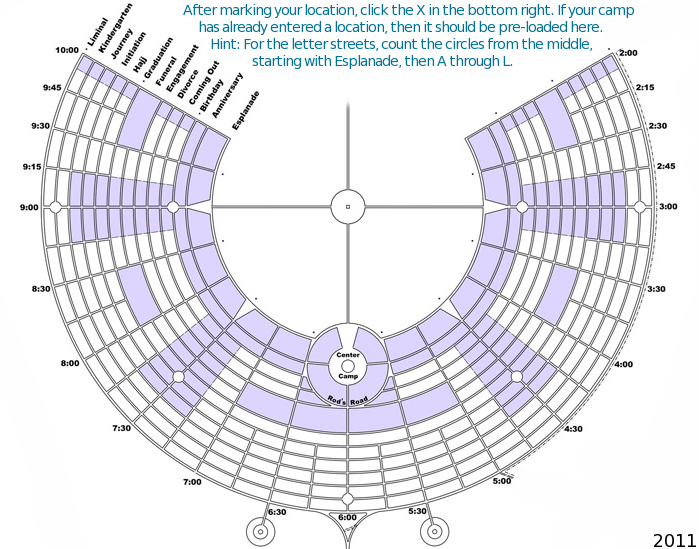 After marking your location, click the X in the bottom right. If your camp
has already entered a location, then it should be pre-loaded here.
Hint: For the letter streets, count the circles from the middle,
starting with Esplanade, then A through L.
Liminal
Kindergarten
Journey
Initiation
Hajj
Graduation
Funeral
Engagement
Divorce
Coming Out
Birthday
Anniversary
Esplanade
10:00
2:00
9:45
2:15
9:30
2:30
9:15
2:45
9:00
3:00
8:30
3:30
8:00
4:00
7:30
4:30
7:00
5:00
6:30
6:00
5:30
Center
Camp
Rod's Road
2011